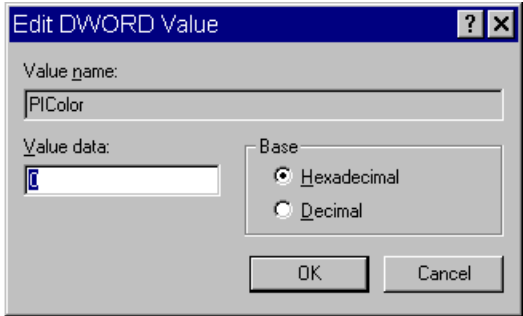 Edit DWORD Value
Value name:
PIColor
Value data:
0
Base
Hexadecimal
Decimal
OK
Cancel